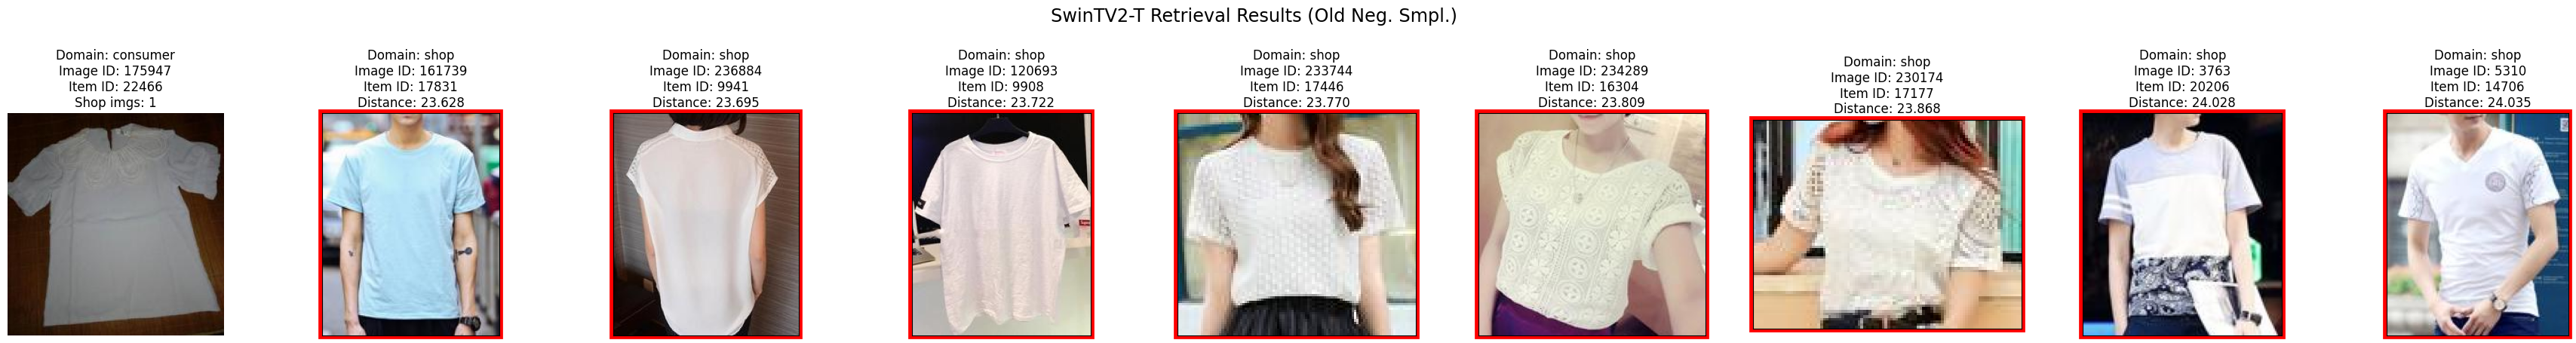 SwinTV2-T Retrieval Results (Old Neg. Smpl.)
Domain: consumer
Image ID: 175947
Item ID: 22466
Shop imgs: 1
Domain: shop
Image ID: 161739
Item ID: 17831
Distance: 23.628
Domain: shop
Image ID: 236884
Item ID: 9941
Distance: 23.695
Domain: shop
Image ID: 120693
Item ID: 9908
Distance: 23.722
Domain: shop
Image ID: 233744
Item ID: 17446
Distance: 23.770
Domain: shop
Image ID: 234289
Item ID: 16304
Distance: 23.809
Domain: shop
Image ID: 230174
Item ID: 17177
Distance: 23.868
Domain: shop
Image ID: 3763
Item ID: 20206
Distance: 24.028
Domain: shop
Image ID: 5310
Item ID: 14706
Distance: 24.035